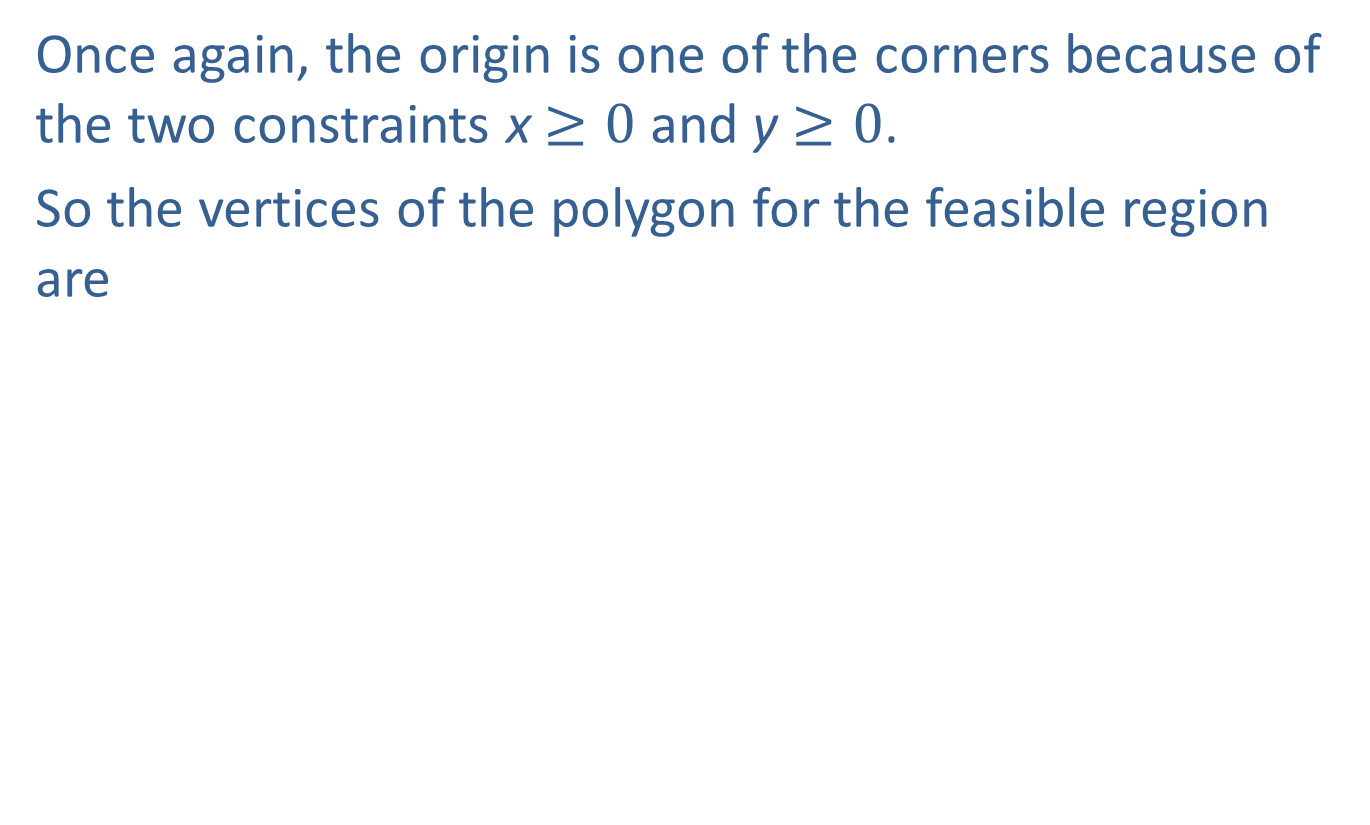 Once again, the origin is one of the corners because of
the two constraints x ≥ 0 and y ≥ 0.
So the vertices of the polygon for the feasible region
are